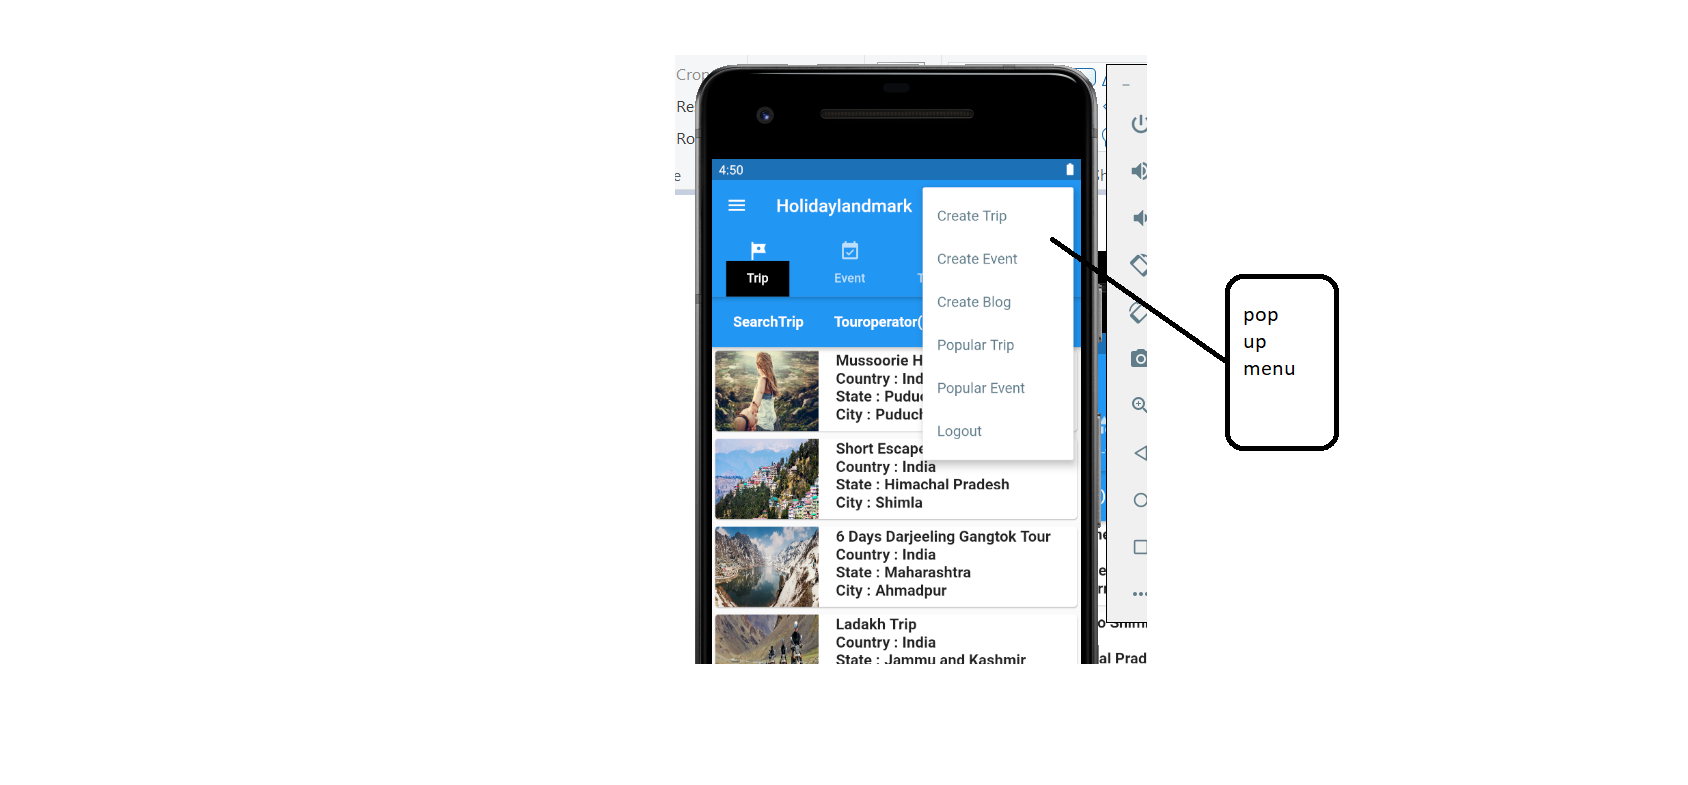 Crop
Re
Ro
e
4:50
Holidaylandmark
Trip
Event
T
SearchTrip
Touroperator(
Create Trip
Create Event
Create Blog
Popular Trip
Popular Event
Logout
Mussoorie H
Country : Ind
State : Puduc
City : Puduch
Short Escape
Country : India
State : Himachal Pradesh
City : Shimla
6 Days Darjeeling Gangtok Tour
Country : India
State : Maharashtra
City : Ahmadpur
Ladakh Trip
Country : India
State : Jammu and Kashmir
al Prad
pop
up
menu